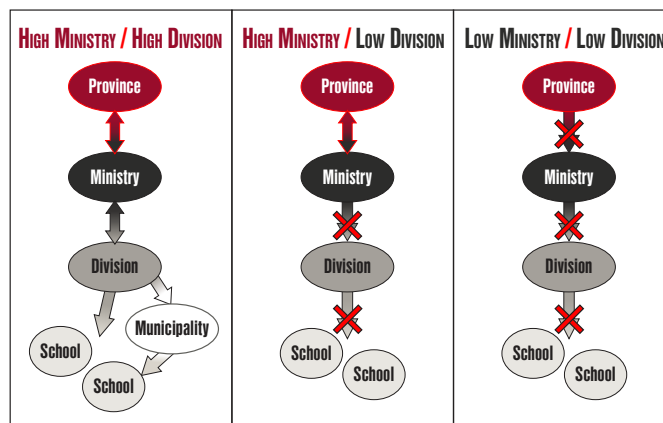 HIGH MINISTRY / HIGH DIVISION
Province
Ministry
Division
Municipality
School
School
HIGH MINISTRY / LOW DIVISION
Province
Ministry
Division
School
School
LOW MINISTRY / LOW DIVISION
Province
Ministry
Division
School
School